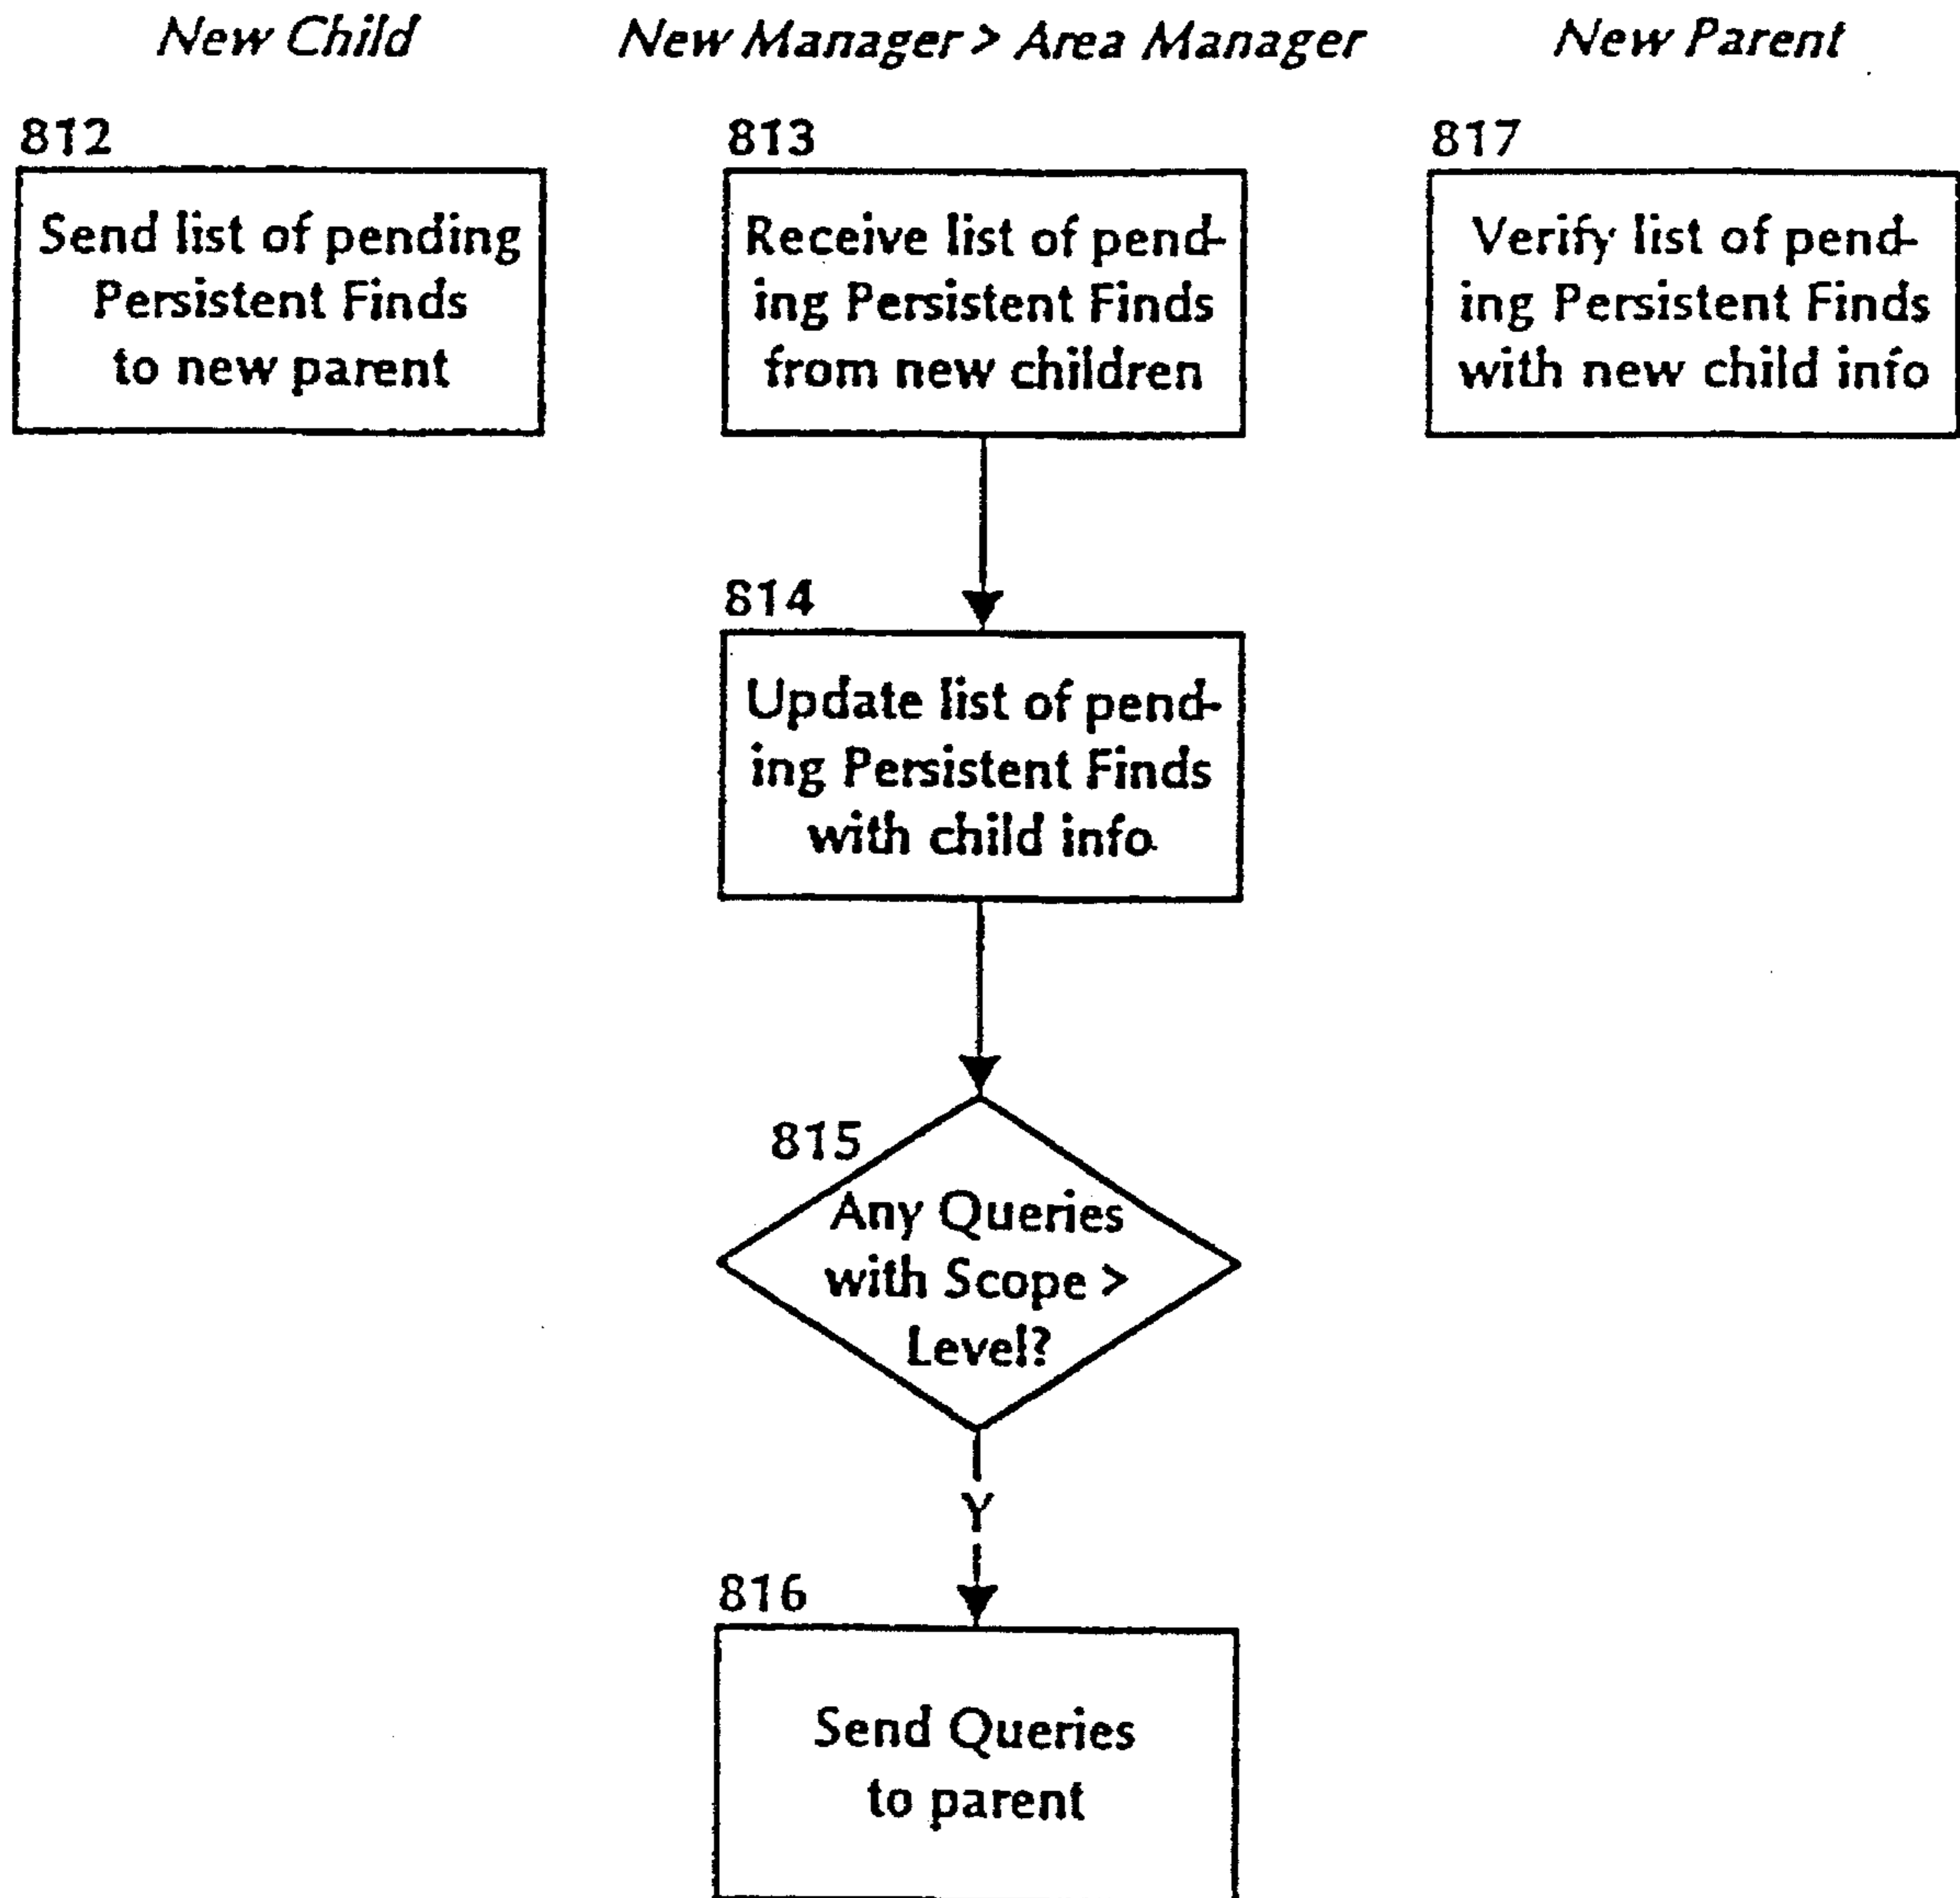 New Child
New Manager > Area Manager
New Parent
812
Send list of pending
Persistent Finds
to new parent
813
Receive list of pend-
ing Persistent Finds
from new children
817
Verify list of pend-
ing Persistent Finds
with new child info
814
Update list of pend-
ing Persistent Finds
with child info
815
Any Queries
with Scope >
Level?
Y
816
Send Queries
to parent